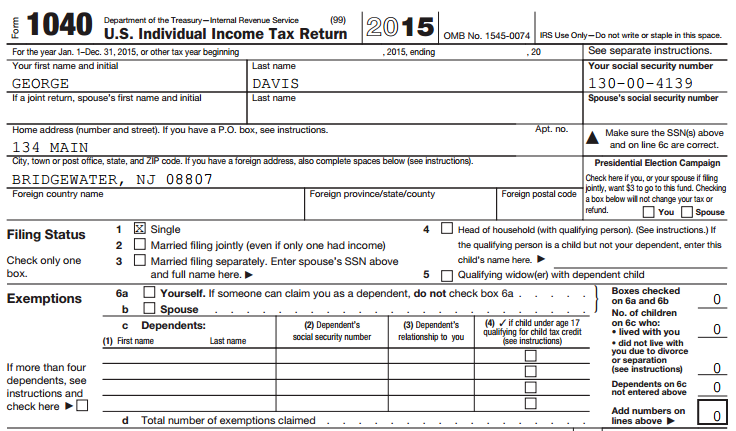 Form 1040 Department of the Treasury—Internal Revenue Service (99) U.S. Individual Income Tax Return 2015 OMB No. 1545-0074 IRS Use Only—Do not write or staple in this space.
For the year Jan. 1–Dec. 31, 2015, or other tax year beginning , 2015, ending , 20 See separate instructions.
Your first name and initial Last name Your social security number
GEORGE DAVIS 130-00-4139
If a joint return, spouse's first name and initial Last name Spouse's social security number
Home address (number and street). If you have a P.O. box, see instructions. Apt. no.
134 MAIN
▲ Make sure the SSN(s) above
and on line 6c are correct.
City, town or post office, state, and ZIP code. If you have a foreign address, also complete spaces below (see instructions).
BRIDGEWATER, NJ 08807
Foreign country name Foreign province/state/county Foreign postal code
Presidential Election Campaign
Check here if you, or your spouse if filing
jointly, want $3 to go to this fund. Checking
a box below will not change your tax or
refund. You Spouse
Filing Status
Check only one
box.
1 X Single
2 Married filing jointly (even if only one had income)
3 Married filing separately. Enter spouse's SSN above
and full name here. ▶
4 Head of household (with qualifying person). (See instructions.) If
the qualifying person is a child but not your dependent, enter this
child's name here. ▶
5 Qualifying widow(er) with dependent child
Exemptions
6a Yourself. If someone can claim you as a dependent, do not check box 6a . . . . .
b Spouse . . . . . . . . . . . . . . . . . . . . . . . .
c Dependents:
(1) First name Last name
(2) Dependent's
social security number
(3) Dependent's
relationship to you
(4) ✓ if child under age 17
qualifying for child tax credit
(see instructions)
If more than four
dependents, see
instructions and
check here ▶
d Total number of exemptions claimed . . . . . . . . . . . . . . . . .
Boxes checked
on 6a and 6b 0
No. of children
on 6c who:
• lived with you 0
• did not live with
you due to divorce
or separation
(see instructions) 0
Dependents on 6c
not entered above 0
Add numbers on
lines above ▶ 0